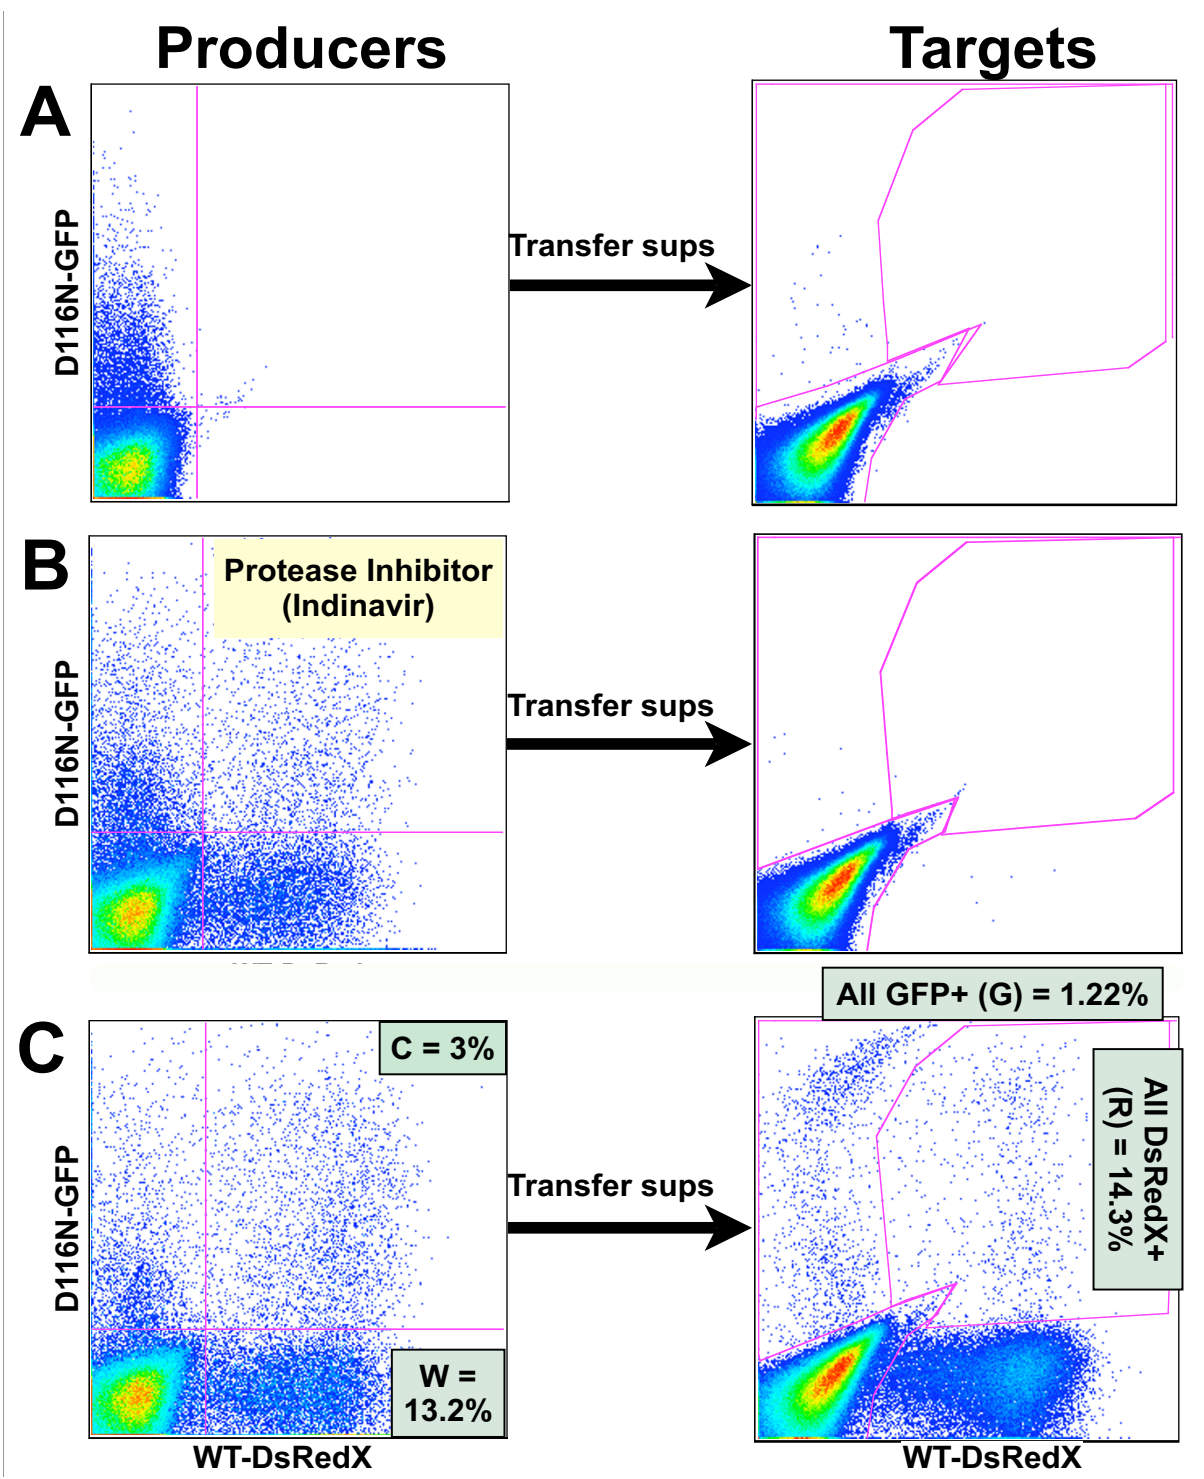 Producers
Targets
A
D116N-GFP
Transfer sups
B
Protease Inhibitor
(Indinavir)
D116N-GFP
Transfer sups
All GFP+ (G) = 1.22%
C
C = 3%
D116N-GFP
Transfer sups
All DsRedX+
(R) = 14.3%
W =
13.2%
WT-DsRedX
WT-DsRedX